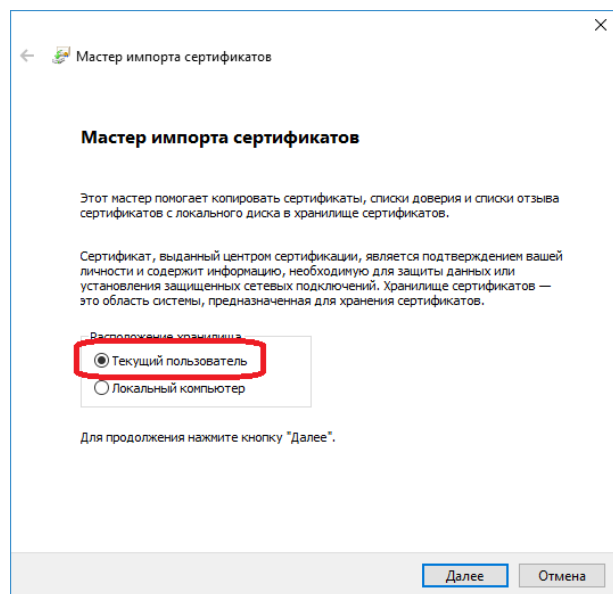 Мастер импорта сертификатов
Мастер импорта сертификатов
Этот мастер помогает копировать сертификаты, списки доверия и списки отзыва
сертификатов с локального диска в хранилище сертификатов.
Сертификат, выданный центром сертификации, является подтверждением вашей
личности и содержит информацию, необходимую для защиты данных или
установления защищенных сетевых подключений. Хранилище сертификатов —
это область системы, предназначенная для хранения сертификатов.
Расположение хранилища
Текущий пользователь
Локальный компьютер
Для продолжения нажмите кнопку "Далее".
Далее Отмена